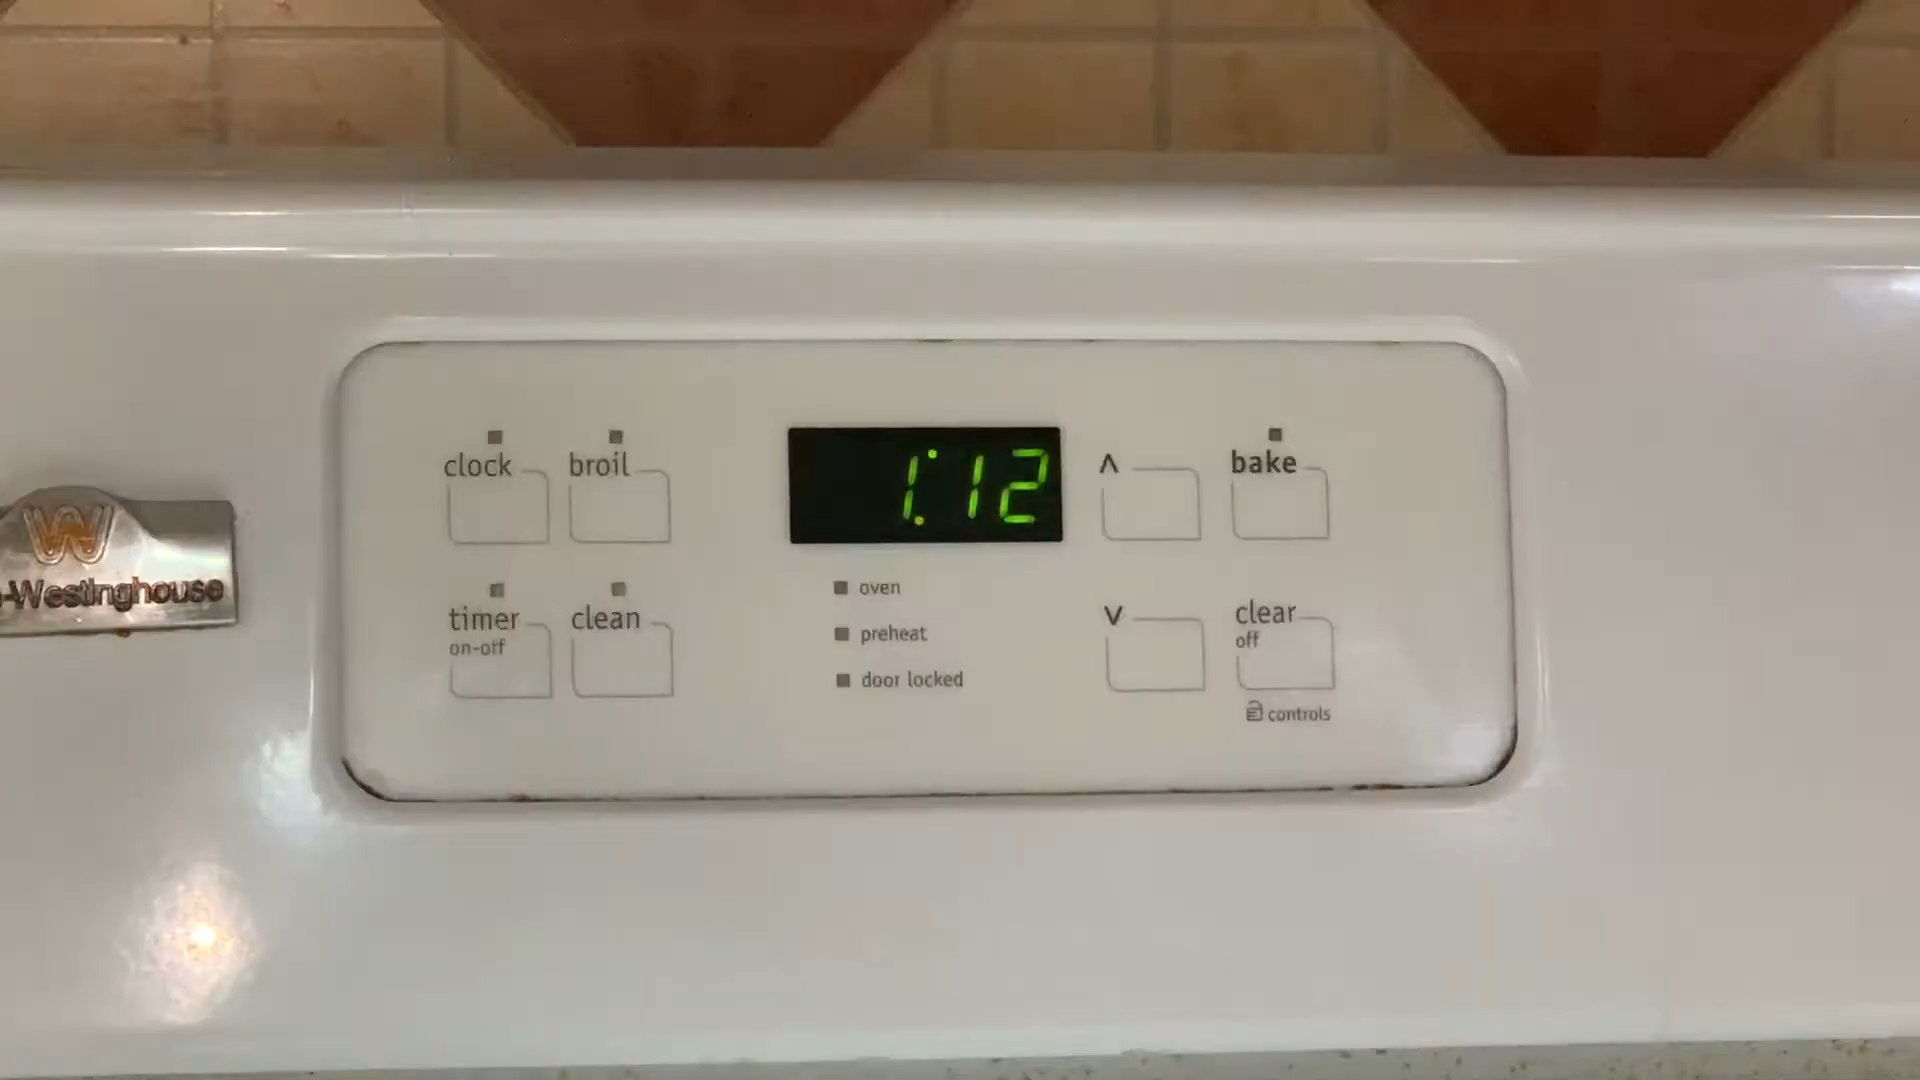 clock broil
1:12
^ bake
-Westinghouse
timer
on-off
clean
oven
preheat
door locked
v
clear
off
controls